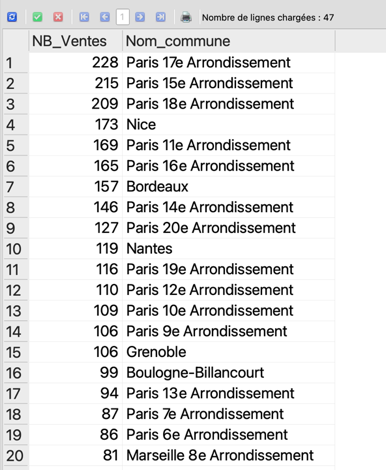 1 Nombre de lignes chargées : 47
NB_Ventes Nom_commune
1 228 Paris 17e Arrondissement
2 215 Paris 15e Arrondissement
3 209 Paris 18e Arrondissement
4 173 Nice
5 169 Paris 11e Arrondissement
6 165 Paris 16e Arrondissement
7 157 Bordeaux
8 146 Paris 14e Arrondissement
9 127 Paris 20e Arrondissement
10 119 Nantes
11 116 Paris 19e Arrondissement
12 110 Paris 12e Arrondissement
13 109 Paris 10e Arrondissement
14 106 Paris 9e Arrondissement
15 106 Grenoble
16 99 Boulogne-Billancourt
17 94 Paris 13e Arrondissement
18 87 Paris 7e Arrondissement
19 86 Paris 6e Arrondissement
20 81 Marseille 8e Arrondissement